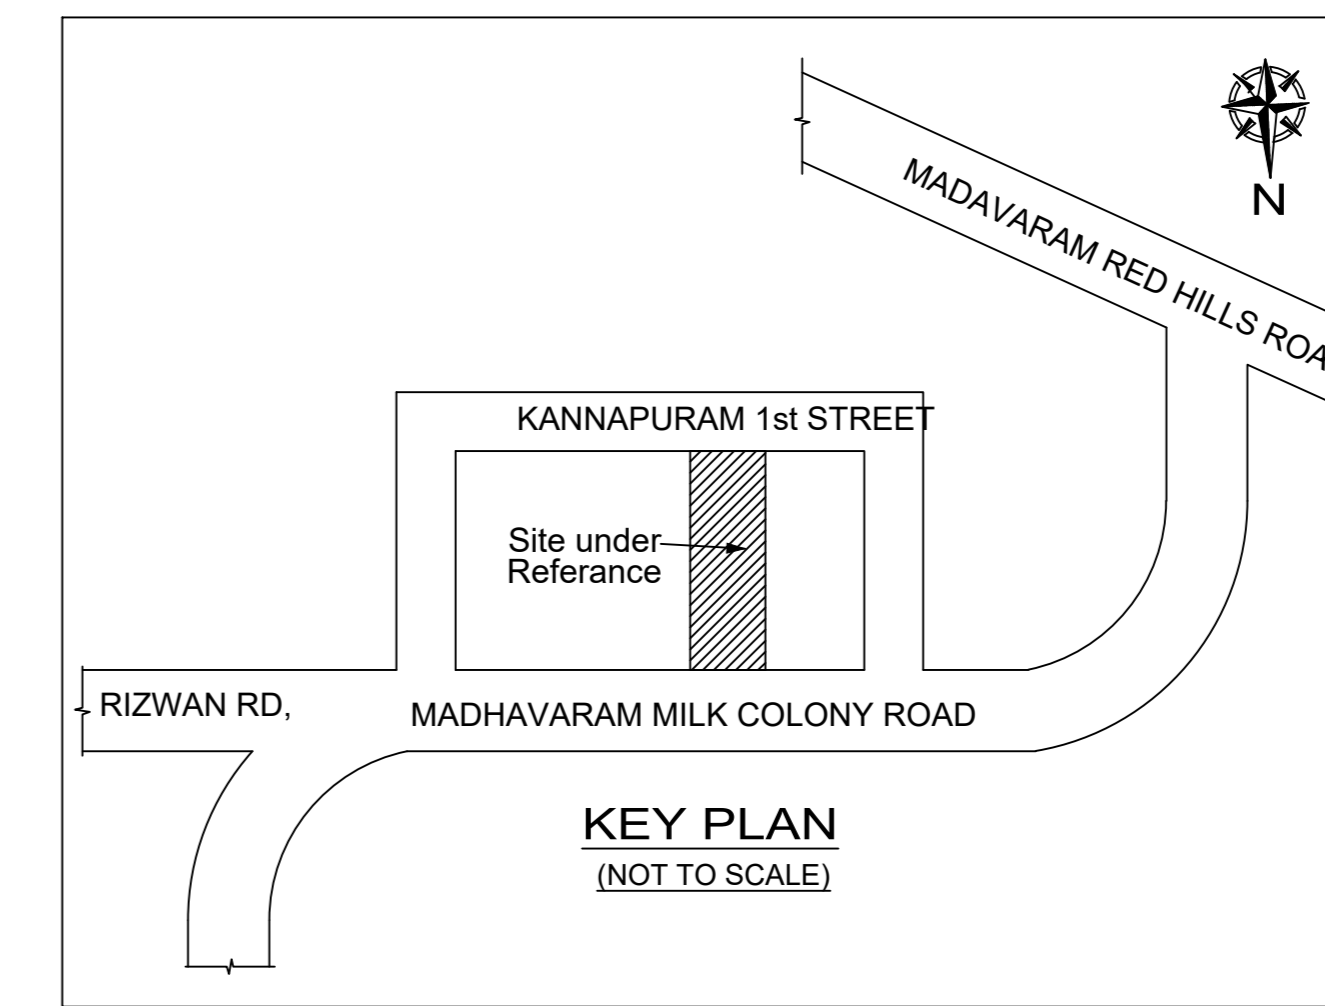 N
MADAVARAM RED HILLS ROA
KANNAPURAM 1st STREET
Site under
Referance
RIZWAN RD,
MADHAVARAM MILK COLONY ROAD
KEY PLAN
(NOT TO SCALE)